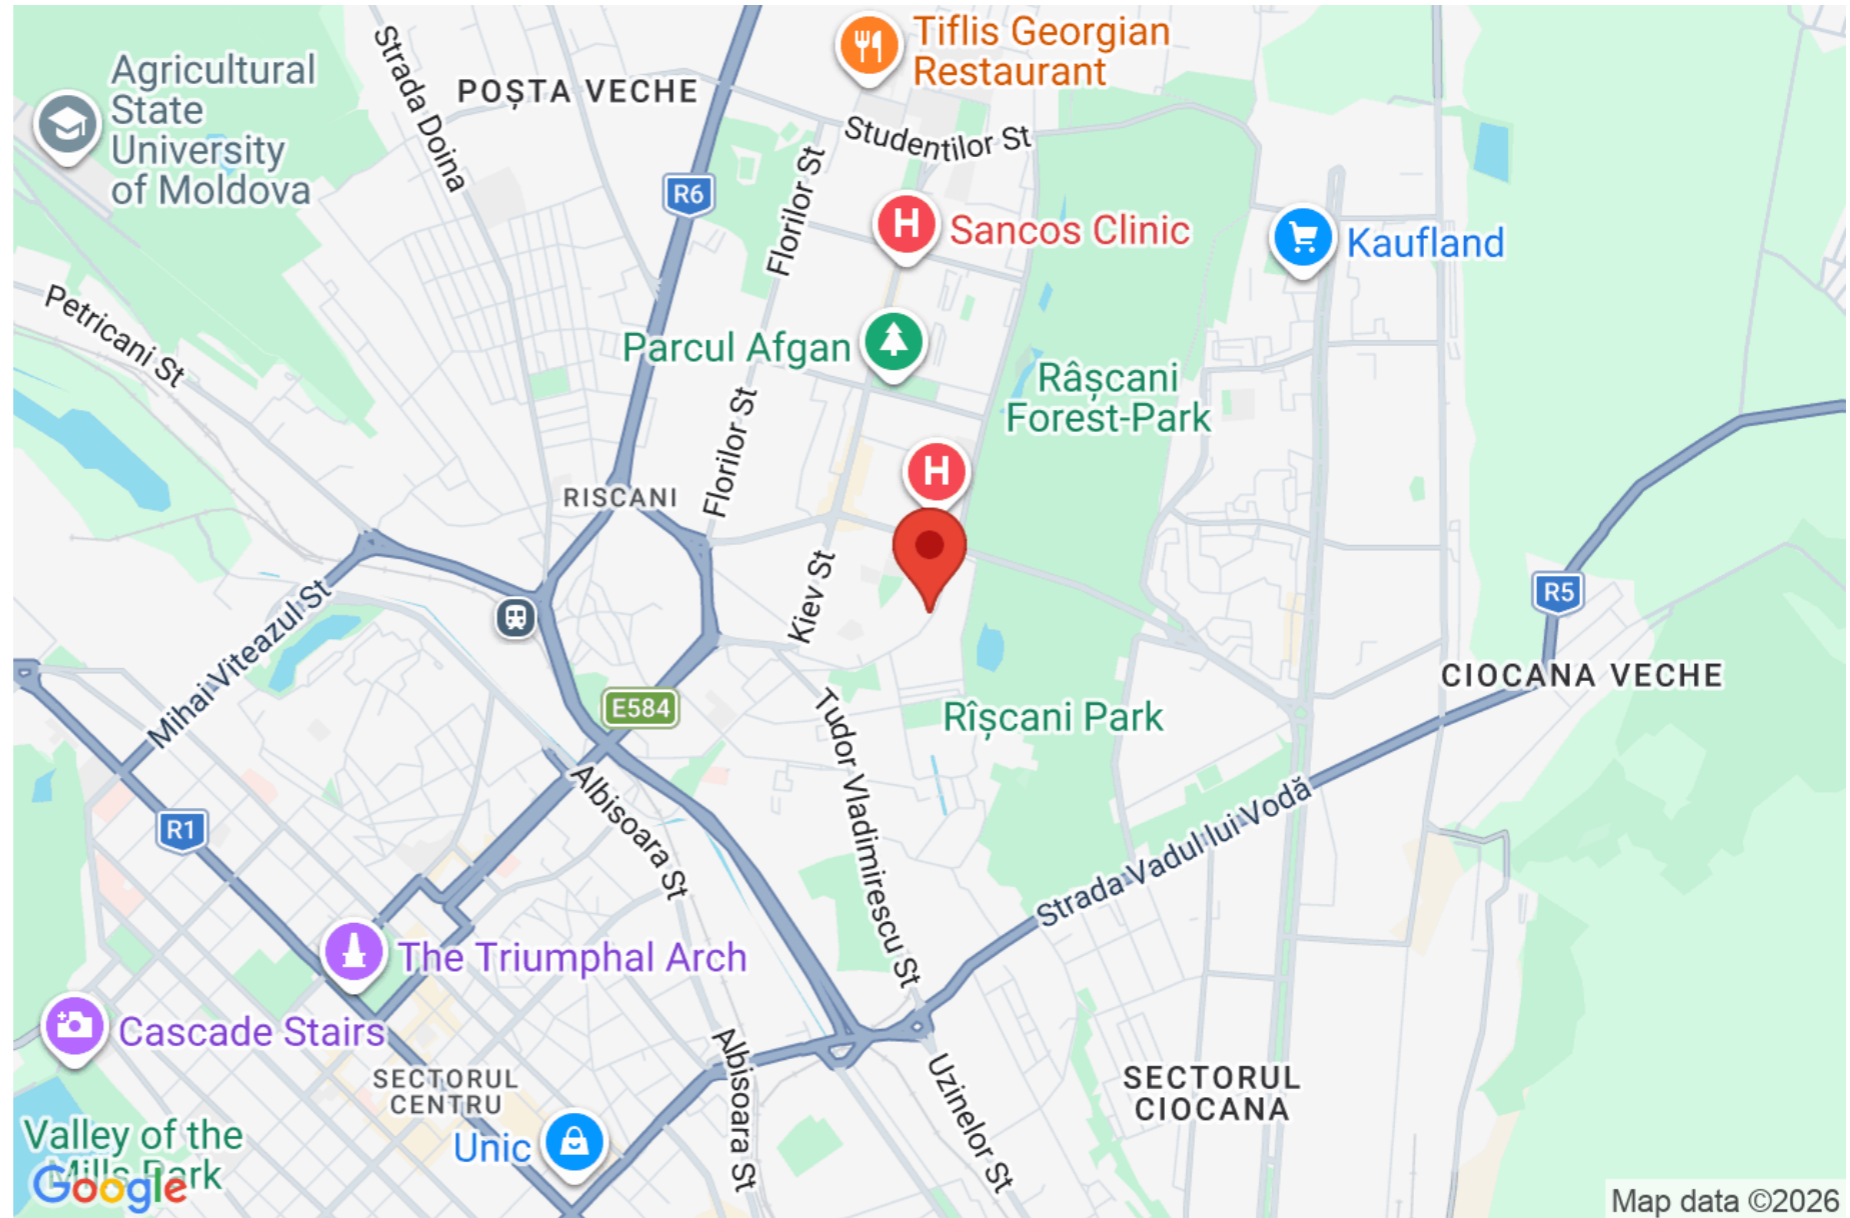 Tiflis Georgian
Restaurant
Agricultural
State
University
of Moldova
Strada Doina
POȘTA VECHE
Studentilor St
Florilor St
R6
H
Sancos Clinic
Kaufland
Petricani St
Parcul Afgan
Râșcani
Forest-Park
Florilor St
H
RISCANI
Kiev St
Mihai Viteazul St
R5
CIOCANA VECHE
E584
Rîșcani Park
Tudor Vladimirescu St
Albisoara St
R1
Strada Vadul lui Vodă
The Triumphal Arch
Cascade Stairs
SECTORUL
CENTRU
Albisoara St
Uzinelor St
SECTORUL
CIOCANA
Unic
Valley of the
Mills Park
Google
Map data ©2026